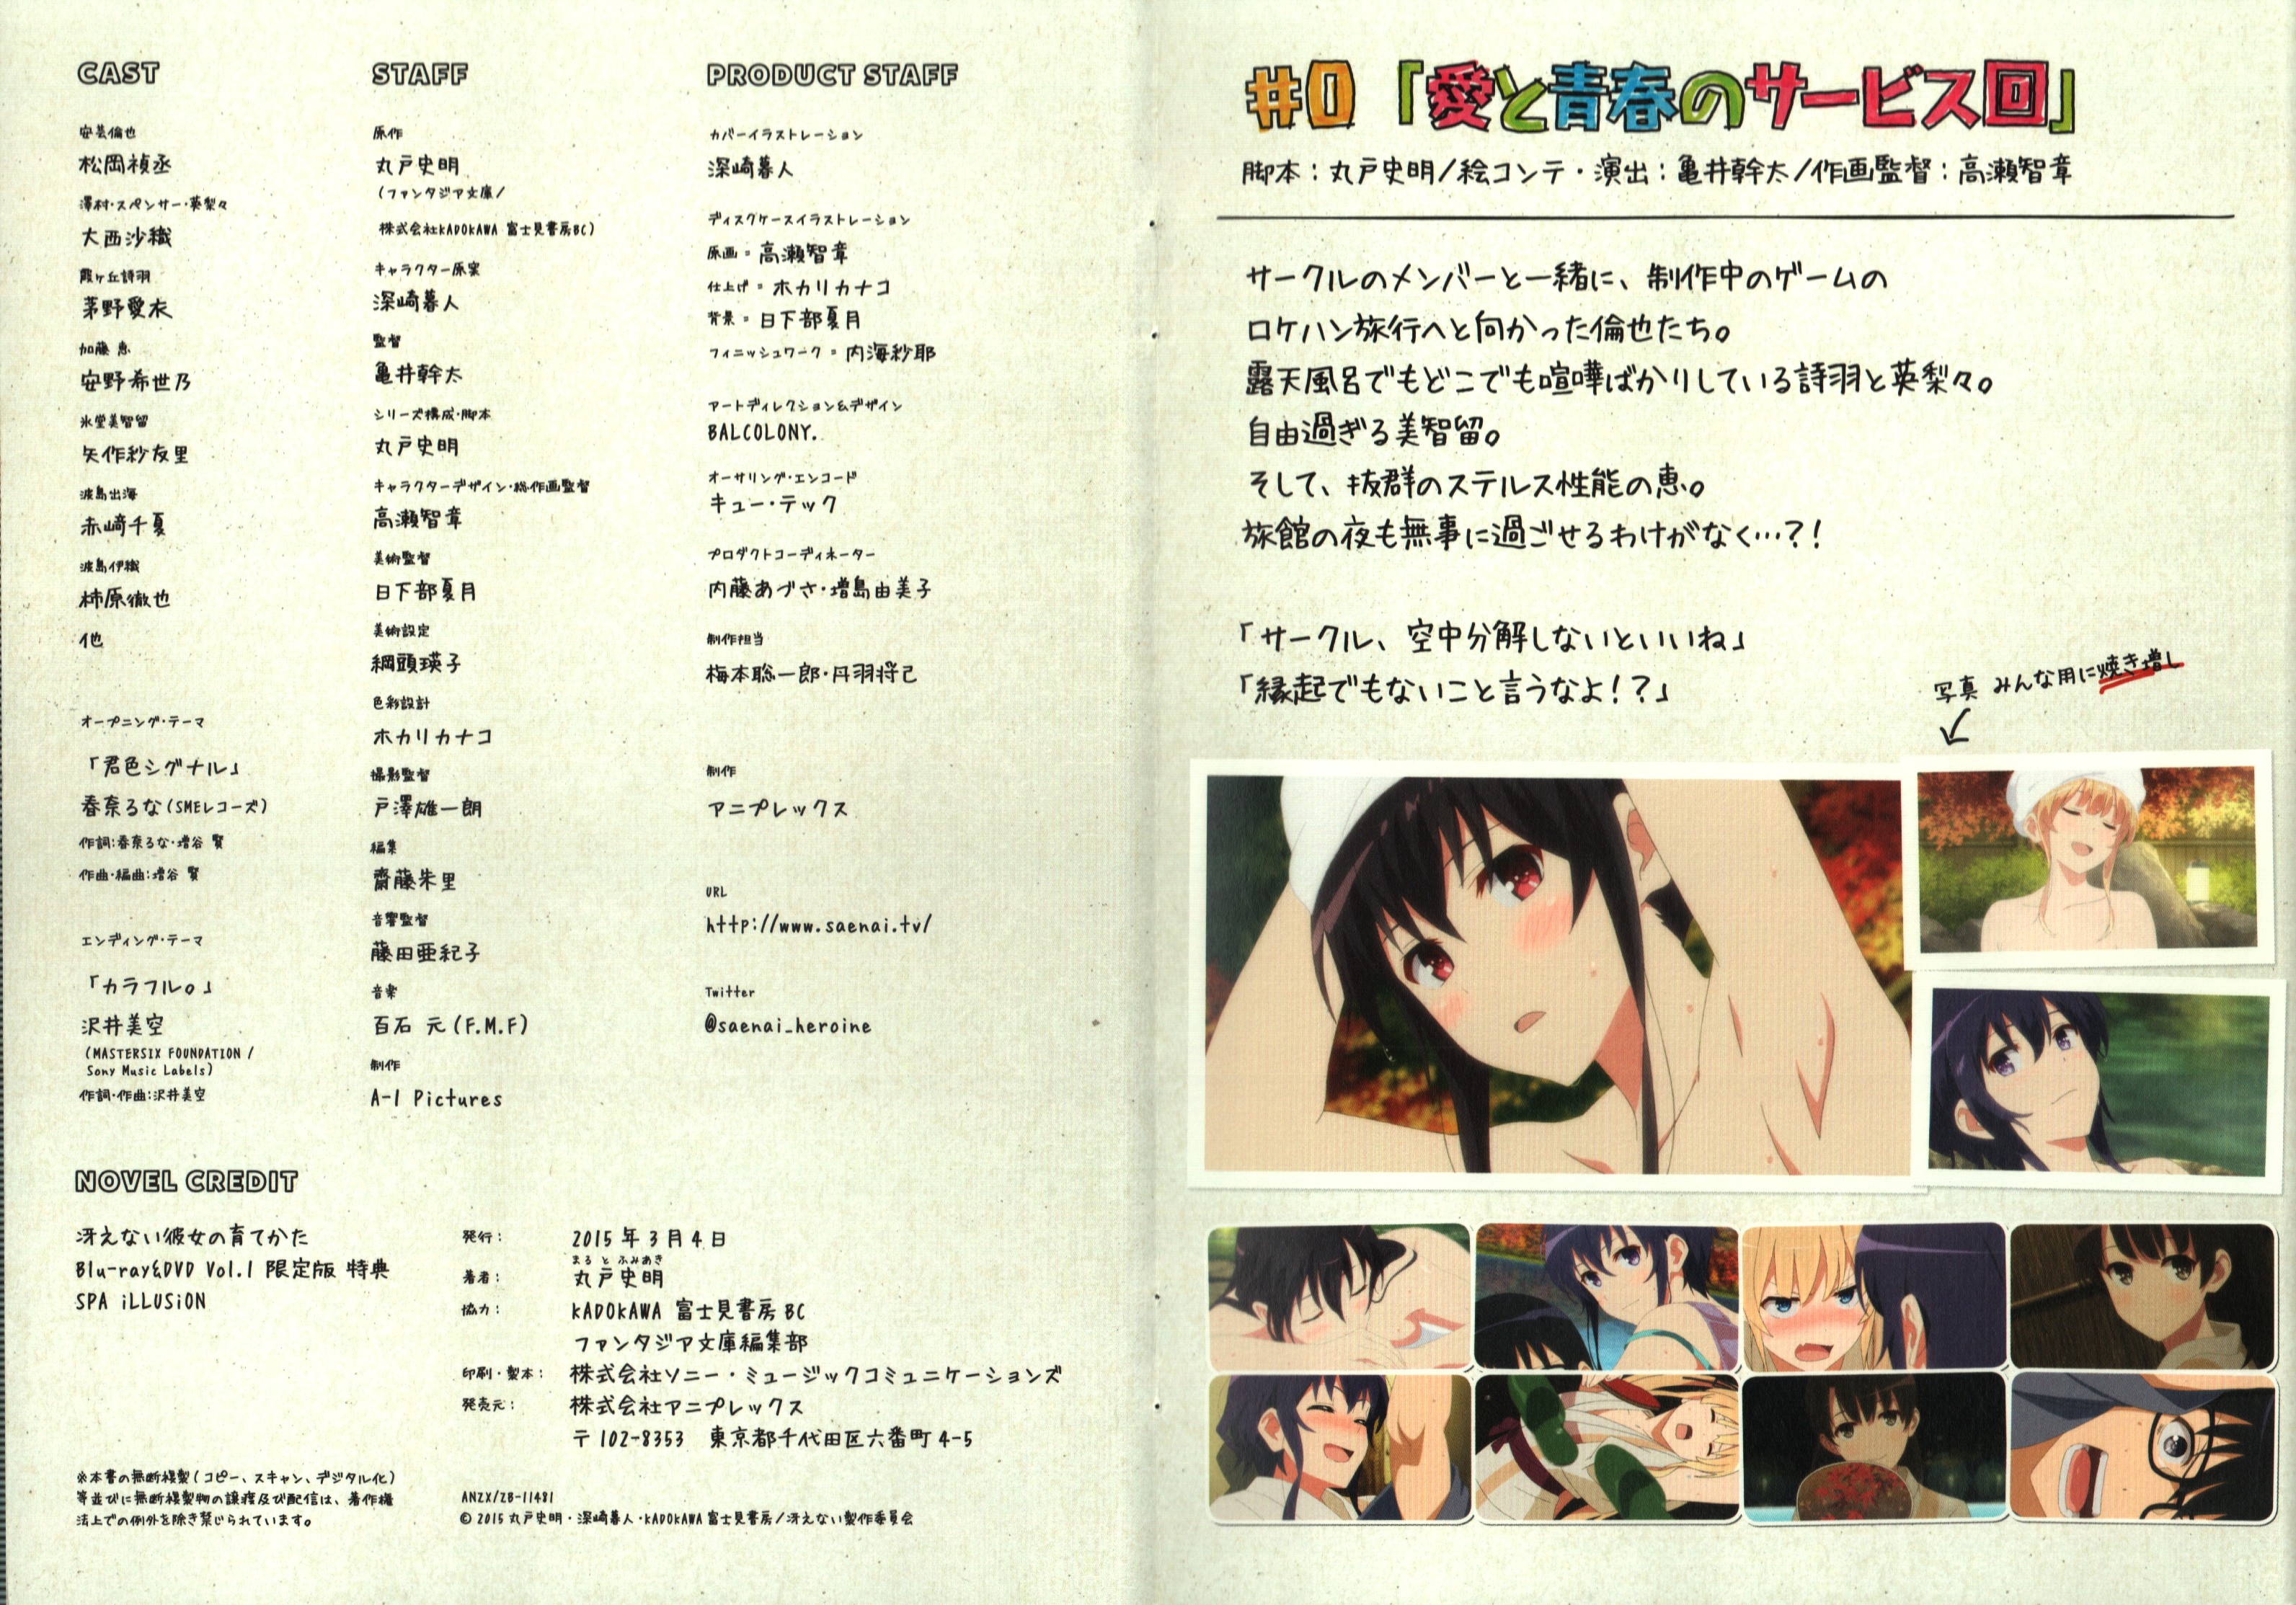 CAST
安芸倫也
松岡禎丞
澤村・スペンサー・英梨々
大西沙織
霞ヶ丘詩羽
茅野愛衣
加藤 恵
安野希世乃
氷堂美智留
矢作紗友里
波島出海
赤﨑千夏
波島伊織
柿原徹也
他
オープニング・テーマ
「君色シグナル」
春奈るな(SMEレコーズ)
作詞:春奈るな・増谷 賢
作曲・編曲:増谷 賢
エンディング・テーマ
「カラフル。」
沢井美空
(MASTERSIX FOUNDATION /
Sony Music Labels)
作詞・作曲:沢井美空
STAFF
原作
丸戸史明
(ファンタジア文庫/
株式会社KADOKAWA 富士見書房BC)
キャラクター原案
深崎暮人
監督
亀井幹太
シリーズ構成・脚本
丸戸史明
キャラクターデザイン・総作画監督
高瀬智章
美術監督
日下部夏月
美術設定
綱頭瑛子
色彩設計
ホカリカナコ
撮影監督
戸澤雄一朗
編集
齋藤朱里
音響監督
藤田亜紀子
音楽
百石 元(F.M.F)
制作
A-1 Pictures
PRODUCT STAFF
カバーイラストレーション
深崎暮人
ディスクケースイラストレーション
原画:高瀬智章
仕上げ:ホカリカナコ
背景:日下部夏月
フィニッシュワーク:内海紗耶
アートディレクション&デザイン
BALCOLONY.
オーサリング・エンコード
キュー・テック
プロダクトコーディネーター
内藤あづさ・増島由美子
制作担当
梅本聡一郎・丹羽将己
制作
アニプレックス
URL
http://www.saenai.tv/
Twitter
@saenai_heroine
NOVEL CREDIT
冴えない彼女の育てかた
Blu-ray&DVD Vol.1 限定版 特典
SPA iLLUSiON
発行: 2015年3月4日
まるとふみあき
著者: 丸戸史明
協力: KADOKAWA 富士見書房BC
ファンタジア文庫編集部
印刷・製本: 株式会社ソニー・ミュージックコミュニケーションズ
発売元: 株式会社アニプレックス
〒102-8353 東京都千代田区六番町4-5
※本書の無断複製(コピー、スキャン、デジタル化)
等並びに無断複製物の譲渡及び配信は、著作権
法上での例外を除き禁じられています。
ANZX/ZB-11481
© 2015 丸戸史明・深崎暮人・KADOKAWA 富士見書房/冴えない製作委員会
#0「愛と青春のサービス回」
脚本:丸戸史明/絵コンテ・演出:亀井幹太/作画監督:高瀬智章
サークルのメンバーと一緒に、制作中のゲームの
ロケハン旅行へと向かった倫也たち。
露天風呂でもどこでも喧嘩ばかりしている詩羽と英梨々。
自由過ぎる美智留。
そして、抜群のステルス性能の恵。
旅館の夜も無事に過ごせるわけがなく…?!
「サークル、空中分解しないといいね」
「縁起でもないこと言うなよ!?」
写真 みんな用に焼き増し